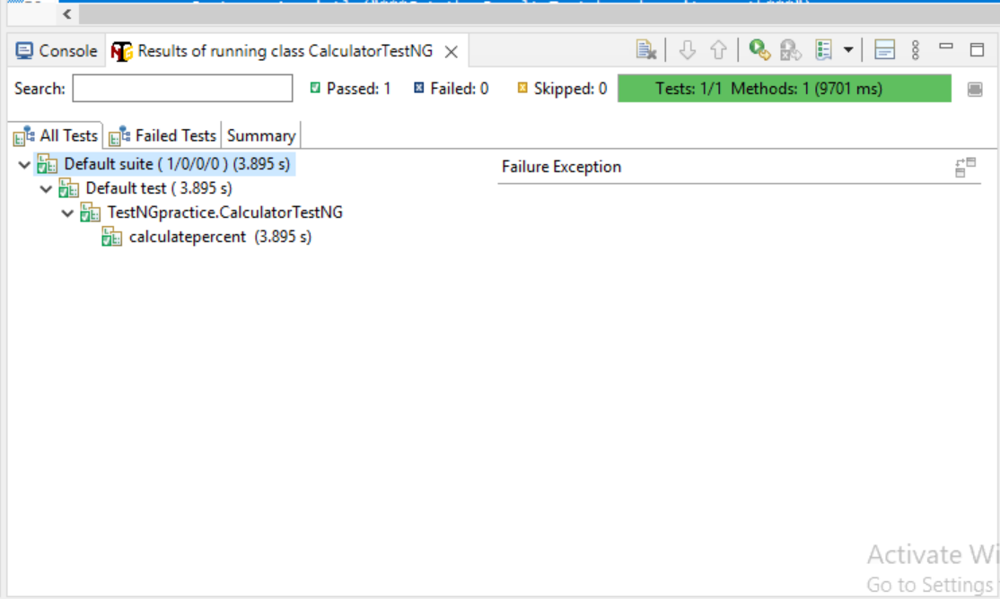 Console
Results of running class CalculatorTestNG
Search:
Passed: 1
Failed: 0
Skipped: 0
Tests: 1/1 Methods: 1 (9701 ms)
All Tests
Failed Tests
Summary
Default suite ( 1/0/0/0 ) (3.895 s)
Failure Exception
Default test ( 3.895 s)
TestNGpractice.CalculatorTestNG
calculatepercent (3.895 s)
Activate Wi
Go to Settings